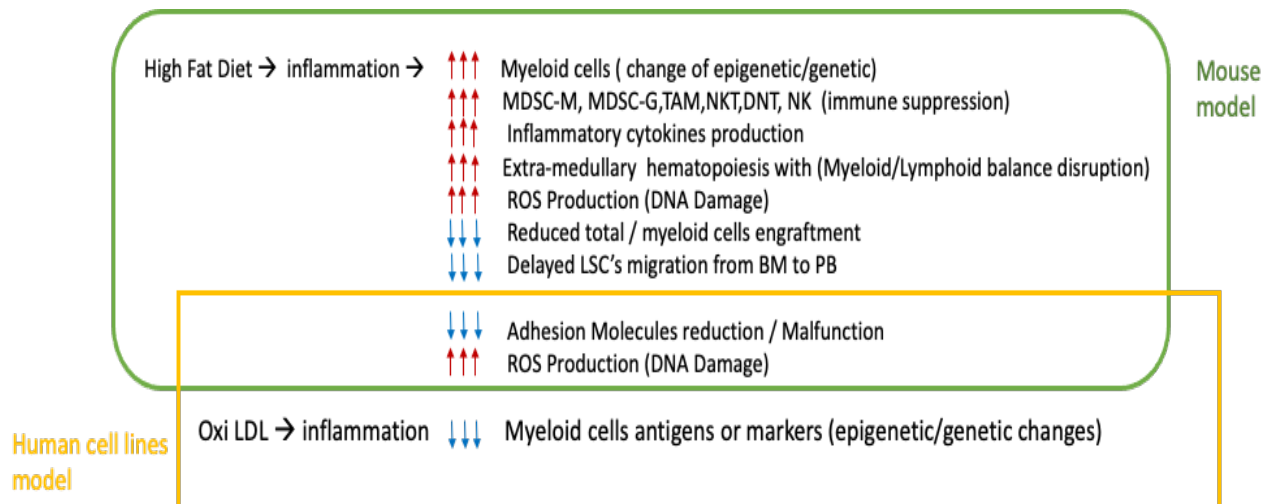 High Fat Diet → inflammation → ↑↑↑ Myeloid cells ( change of epigenetic/genetic)
↑↑↑ MDSC-M, MDSC-G,TAM,NKT,DNT, NK (immune suppression)
↑↑↑ Inflammatory cytokines production
↑↑↑ Extra-medullary hematopoiesis with (Myeloid/Lymphoid balance disruption)
↑↑↑ ROS Production (DNA Damage)
↓↓↓ Reduced total / myeloid cells engraftment
↓↓↓ Delayed LSC's migration from BM to PB
Mouse
model
↓↓↓ Adhesion Molecules reduction / Malfunction
↑↑↑ ROS Production (DNA Damage)
Oxi LDL → inflammation ↓↓↓ Myeloid cells antigens or markers (epigenetic/genetic changes)
Human cell lines
model